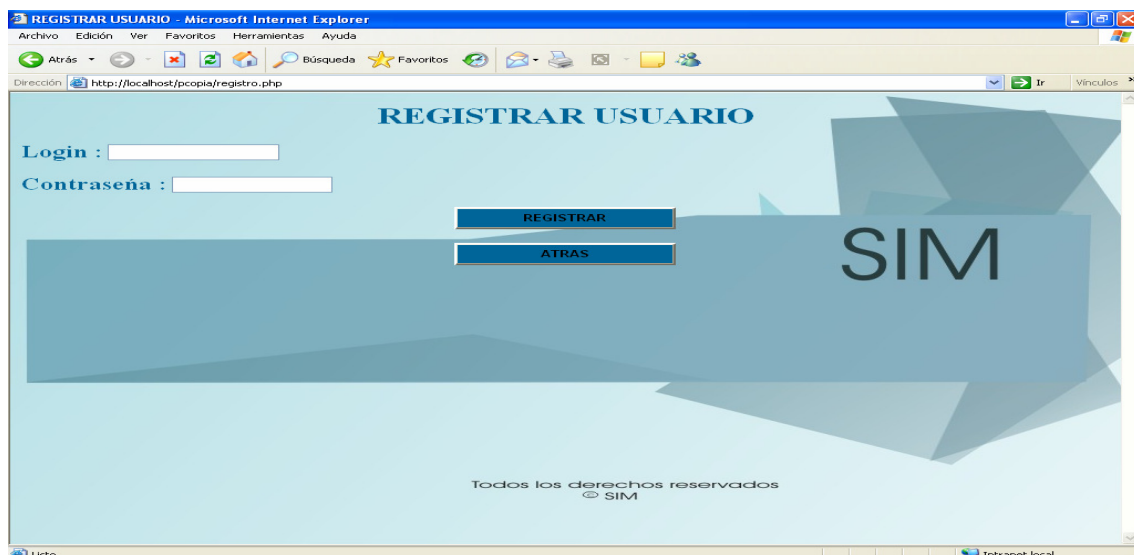 REGISTRAR USUARIO - Microsoft Internet Explorer
Archivo Edición Ver Favoritos Herramientas Ayuda
Atrás Búsqueda Favoritos
Dirección http://localhost/pcopia/registro.php Ir Vínculos »
REGISTRAR USUARIO
Login :
Contraseña :
REGISTRAR
ATRAS
SIM
Todos los derechos reservados
© SIM
Listo Intranet local